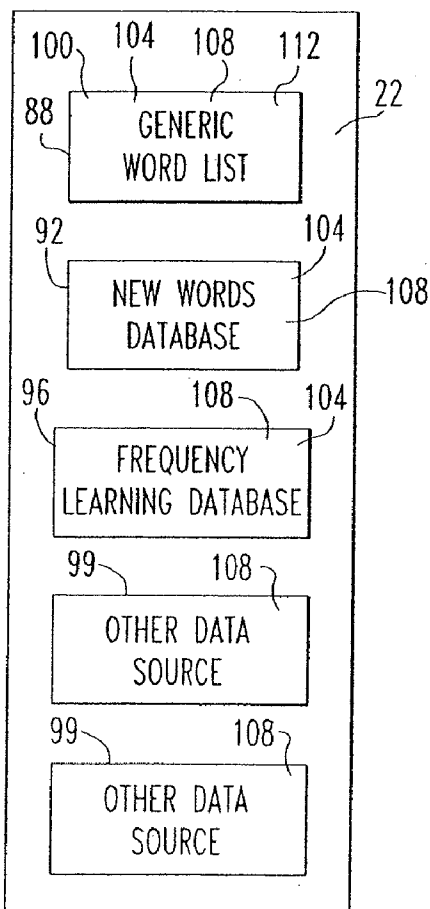 100 104 108 112
22
88
GENERIC
WORD LIST
92
104
NEW WORDS
DATABASE
108
96
108 104
FREQUENCY
LEARNING DATABASE
99
108
OTHER DATA
SOURCE
99
108
OTHER DATA
SOURCE